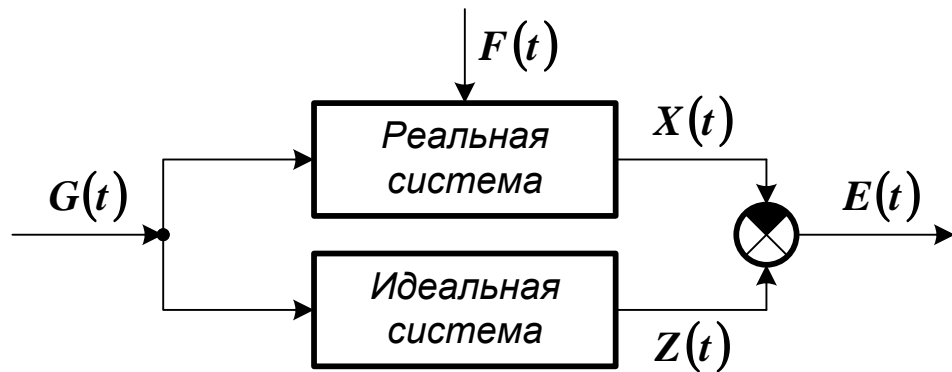 F(t)
Реальная
система
X(t)
G(t)
E(t)
Идеальная
система
Z(t)